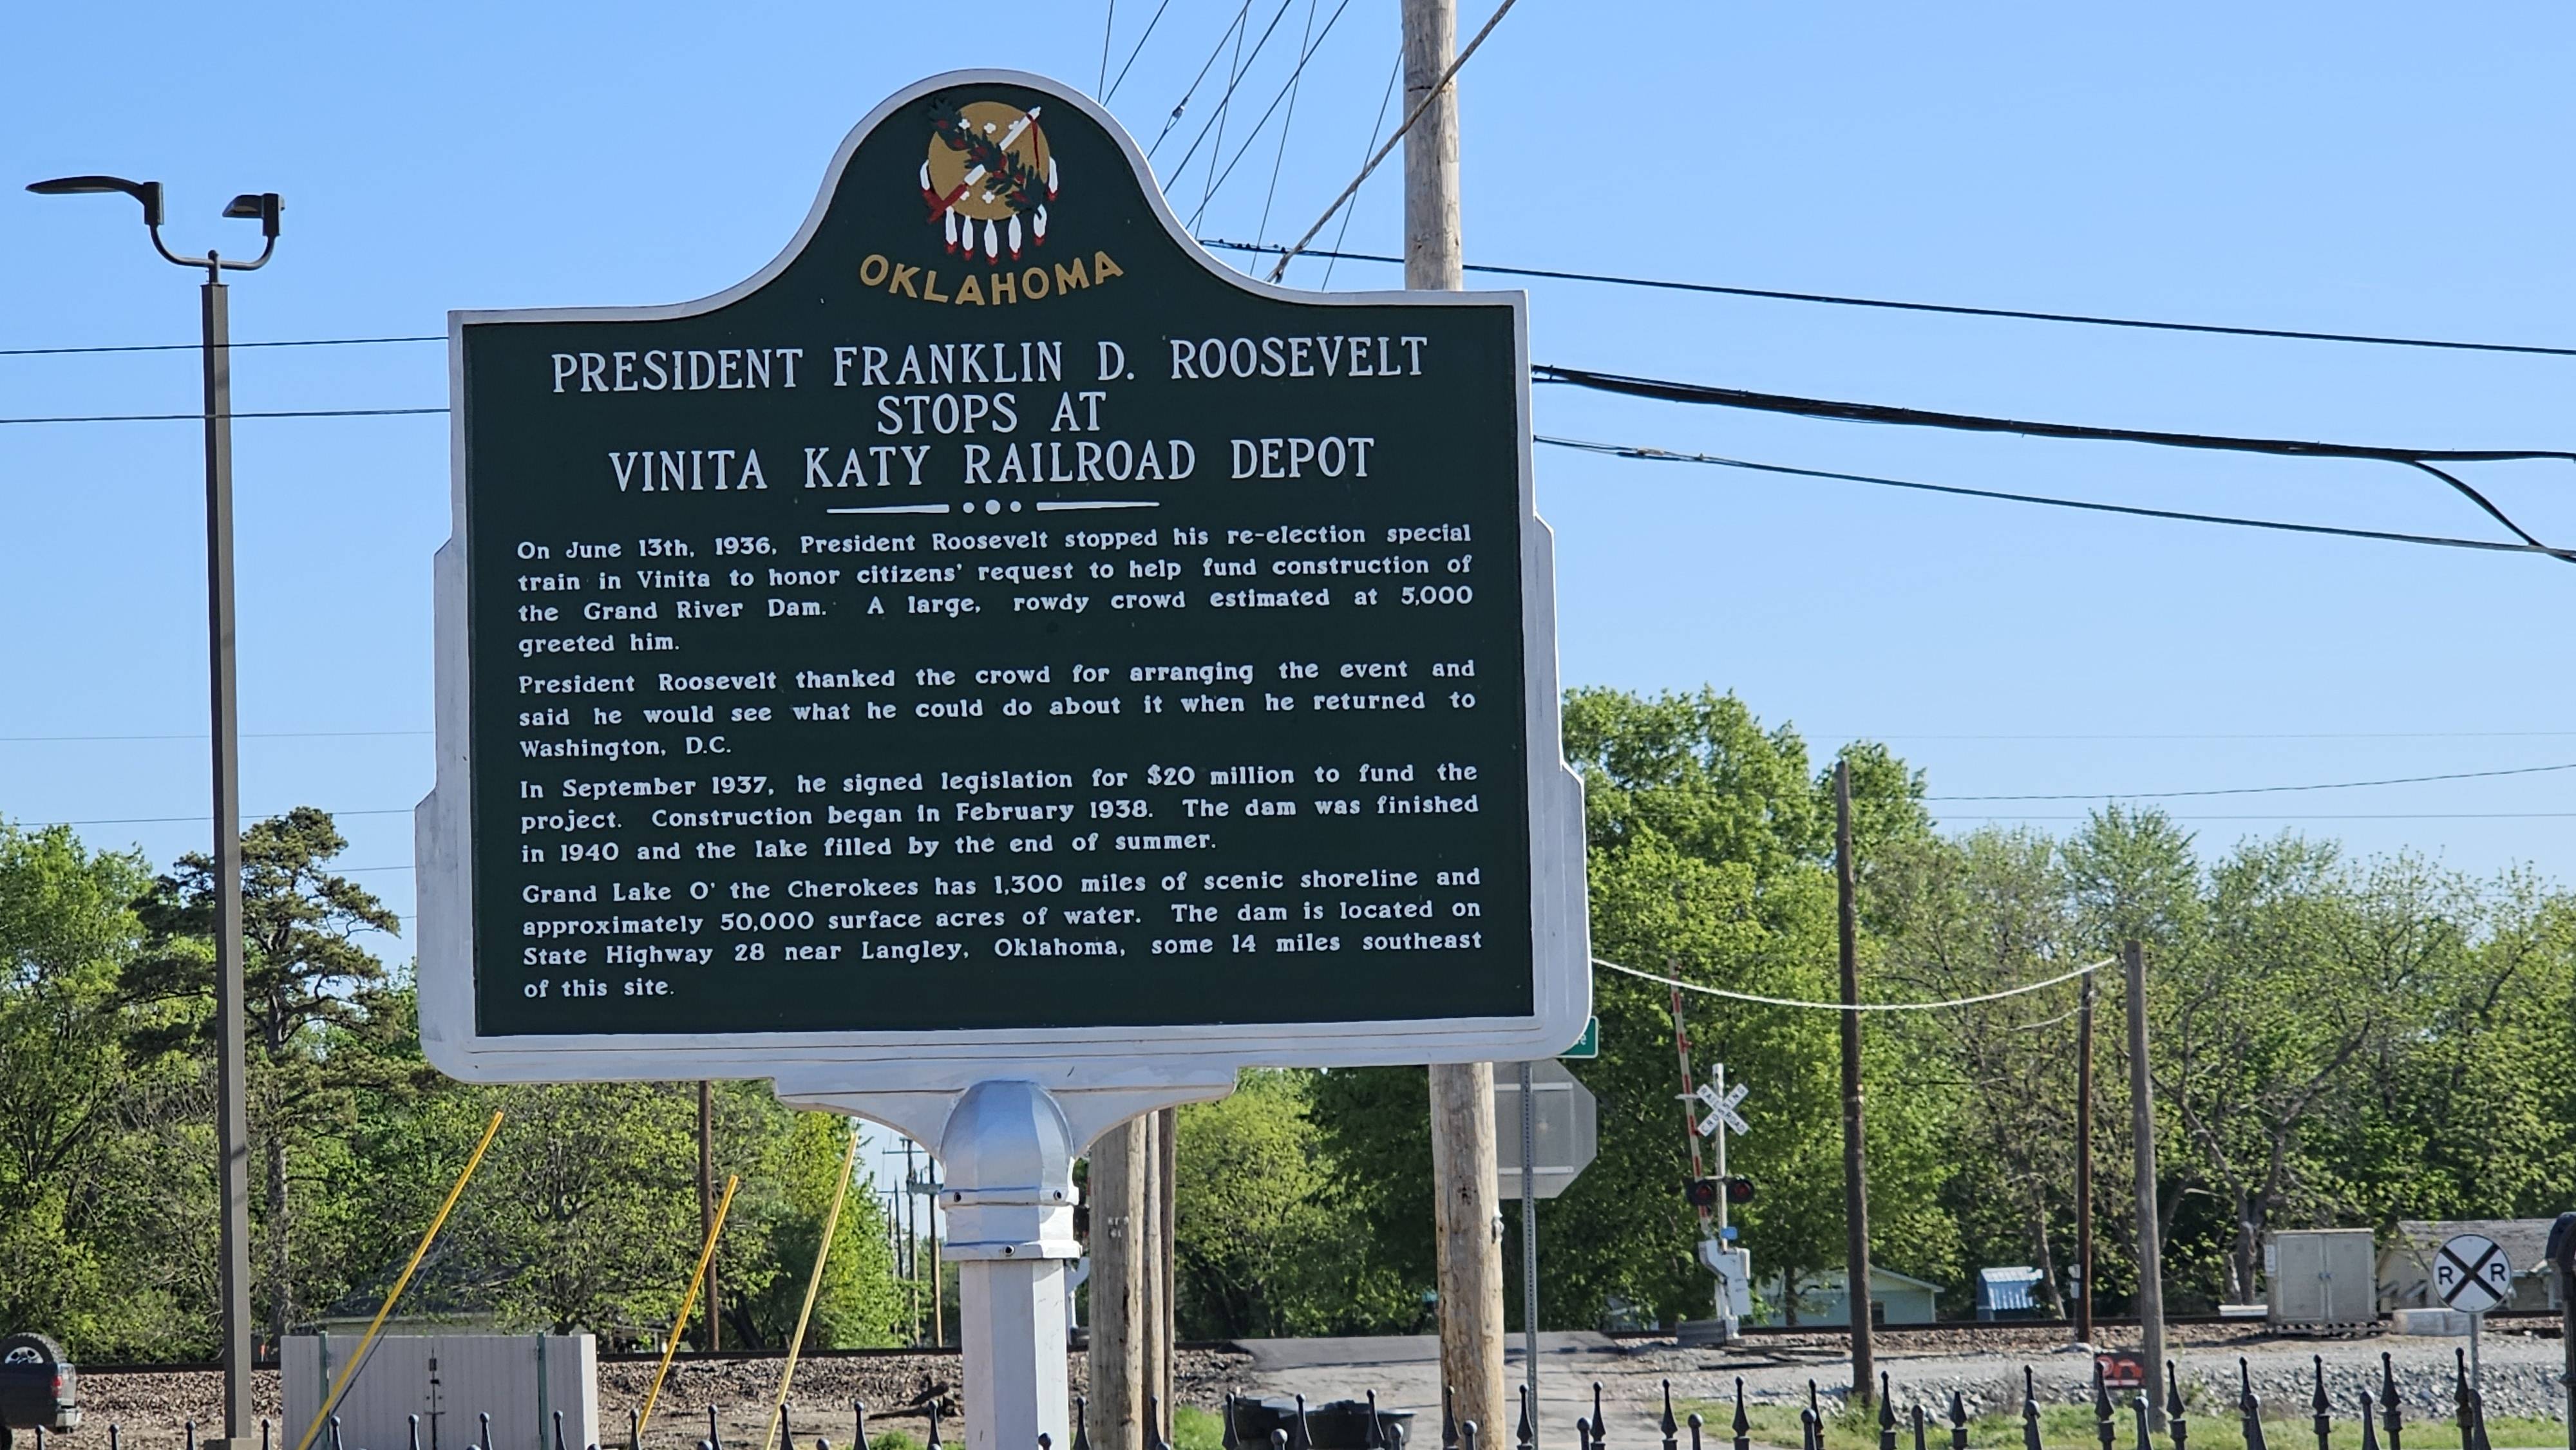 OKLAHOMA
PRESIDENT FRANKLIN D. ROOSEVELT
STOPS AT
VINITA KATY RAILROAD DEPOT
On June 13th, 1936, President Roosevelt stopped his re-election special
train in Vinita to honor citizens' request to help fund construction of
the Grand River Dam. A large, rowdy crowd estimated at 5,000
greeted him.
President Roosevelt thanked the crowd for arranging the event and
said he would see what he could do about it when he returned to
Washington, D.C.
In September 1937, he signed legislation for $20 million to fund the
project. Construction began in February 1938. The dam was finished
in 1940 and the lake filled by the end of summer.
Grand Lake O' the Cherokees has 1,300 miles of scenic shoreline and
approximately 50,000 surface acres of water. The dam is located on
State Highway 28 near Langley, Oklahoma, some 14 miles southeast
of this site.
RAILROAD CROSSING
R R